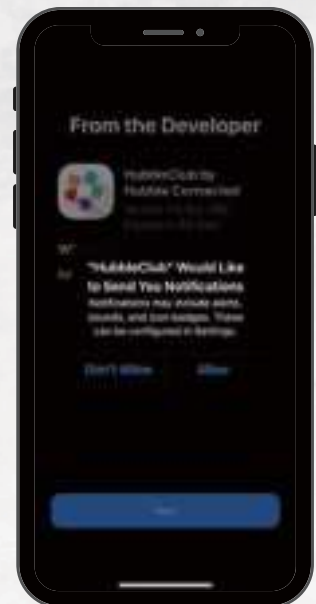 From the Developer
HubbleClub by
Hubble Connected
"HubbleClub" Would Like
to Send You Notifications
Notifications may include alerts,
sounds, and icon badges. These
can be configured in Settings.
Don't Allow Allow